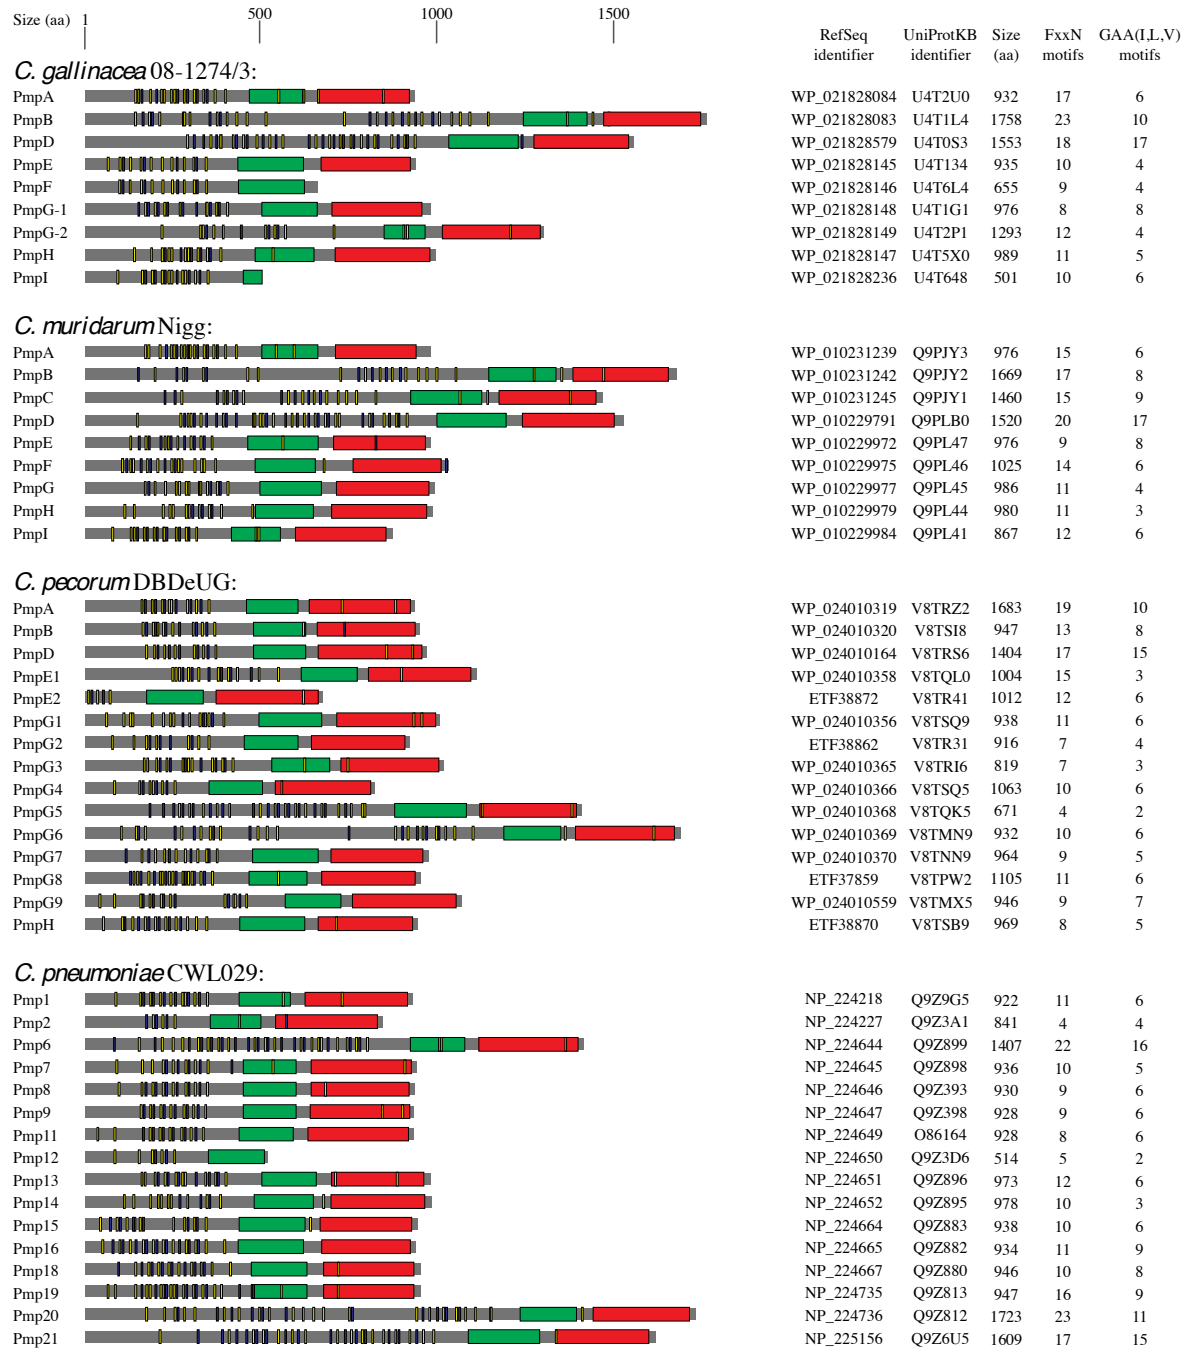 Size (aa) 1 500 1000 1500
RefSeq identifier UniProtKB identifier Size (aa) FxxN motifs GAA(I,L,V) motifs
C. gallinacea 08-1274/3:
PmpA WP_021828084 U4T2U0 932 17 6
PmpB WP_021828083 U4T1L4 1758 23 10
PmpD WP_021828579 U4T0S3 1553 18 17
PmpE WP_021828145 U4T134 935 10 4
PmpF WP_021828146 U4T6L4 655 9 4
PmpG-1 WP_021828148 U4T1G1 976 8 8
PmpG-2 WP_021828149 U4T2P1 1293 12 4
PmpH WP_021828147 U4T5X0 989 11 5
PmpI WP_021828236 U4T648 501 10 6
C. muridarum Nigg:
PmpA WP_010231239 Q9PJY3 976 15 6
PmpB WP_010231242 Q9PJY2 1669 17 8
PmpC WP_010231245 Q9PJY1 1460 15 9
PmpD WP_010229791 Q9PLB0 1520 20 17
PmpE WP_010229972 Q9PL47 976 9 8
PmpF WP_010229975 Q9PL46 1025 14 6
PmpG WP_010229977 Q9PL45 986 11 4
PmpH WP_010229979 Q9PL44 980 11 3
PmpI WP_010229984 Q9PL41 867 12 6
C. pecorum DBDeUG:
PmpA WP_024010319 V8TRZ2 1683 19 10
PmpB WP_024010320 V8TSI8 947 13 8
PmpD WP_024010164 V8TRS6 1404 17 15
PmpE1 WP_024010358 V8TQL0 1004 15 3
PmpE2 ETF38872 V8TR41 1012 12 6
PmpG1 WP_024010356 V8TSQ9 938 11 6
PmpG2 ETF38862 V8TR31 916 7 4
PmpG3 WP_024010365 V8TRI6 819 7 3
PmpG4 WP_024010366 V8TSQ5 1063 10 6
PmpG5 WP_024010368 V8TQK5 671 4 2
PmpG6 WP_024010369 V8TMN9 932 10 6
PmpG7 WP_024010370 V8TNN9 964 9 5
PmpG8 ETF37859 V8TPW2 1105 11 6
PmpG9 WP_024010559 V8TMX5 946 9 7
PmpH ETF38870 V8TSB9 969 8 5
C. pneumoniae CWL029:
Pmp1 NP_224218 Q9Z9G5 922 11 6
Pmp2 NP_224227 Q9Z3A1 841 4 4
Pmp6 NP_224644 Q9Z899 1407 22 16
Pmp7 NP_224645 Q9Z898 936 10 5
Pmp8 NP_224646 Q9Z393 930 9 6
Pmp9 NP_224647 Q9Z398 928 9 6
Pmp11 NP_224649 O86164 928 8 6
Pmp12 NP_224650 Q9Z3D6 514 5 2
Pmp13 NP_224651 Q9Z896 973 12 6
Pmp14 NP_224652 Q9Z895 978 10 3
Pmp15 NP_224664 Q9Z883 938 10 6
Pmp16 NP_224665 Q9Z882 934 11 9
Pmp18 NP_224667 Q9Z880 946 10 8
Pmp19 NP_224735 Q9Z813 947 16 9
Pmp20 NP_224736 Q9Z812 1723 23 11
Pmp21 NP_225156 Q9Z6U5 1609 17 15